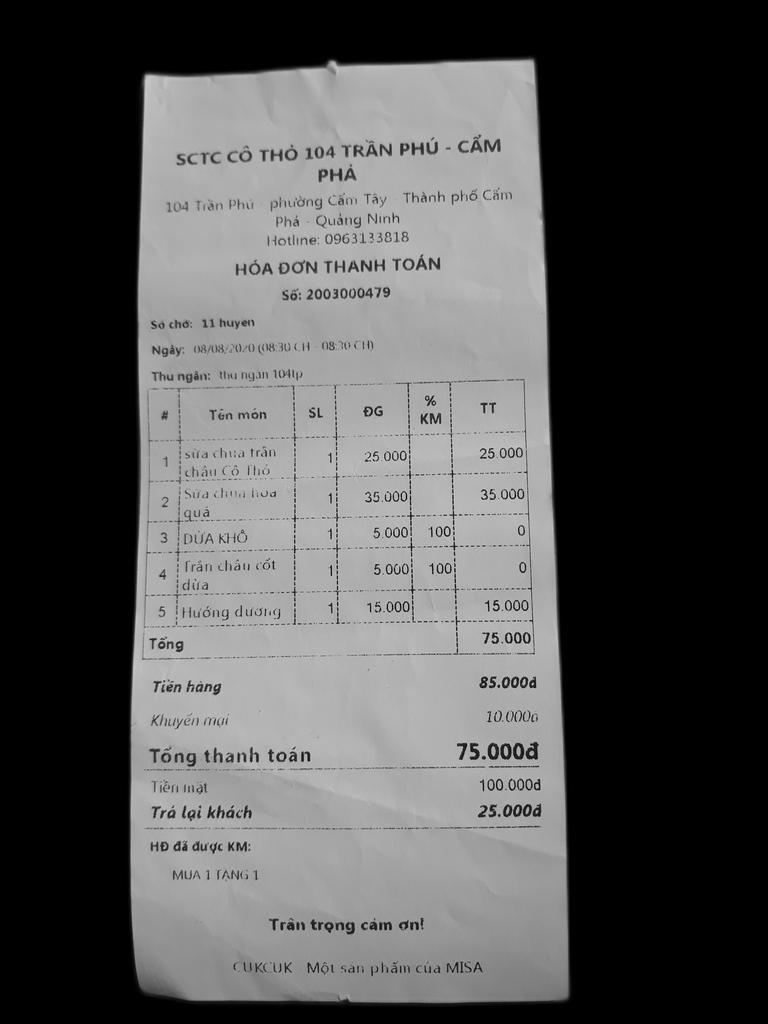 SCTC CÔ THỎ 104 TRẦN PHÚ - CẨM
PHẢ
104 Trần Phú - phường Cẩm Tây - Thành phố Cẩm
Phả - Quảng Ninh
Hotline: 0963133818
HÓA ĐƠN THANH TOÁN
Số: 2003000479
Số chờ: 11 huyen
Ngày: 08/08/2020 (08:30 CH - 08:30 CH)
Thu ngân: thu ngan 104tp
# Tên món SL ĐG % KM TT
1 sữa chua trân châu Cô Thỏ 1 25.000 25.000
2 Sữa chua hoa quả 1 35.000 35.000
3 DỪA KHÔ 1 5.000 100 0
4 Trân châu cốt dừa 1 5.000 100 0
5 Hướng dương 1 15.000 15.000
Tổng 75.000
Tiền hàng 85.000đ
Khuyến mại 10.000đ
Tổng thanh toán 75.000đ
Tiền mặt 100.000đ
Trả lại khách 25.000đ
HĐ đã được KM:
MUA 1 TẶNG 1
Trân trọng cảm ơn!
CUKCUK - Một sản phẩm của MISA